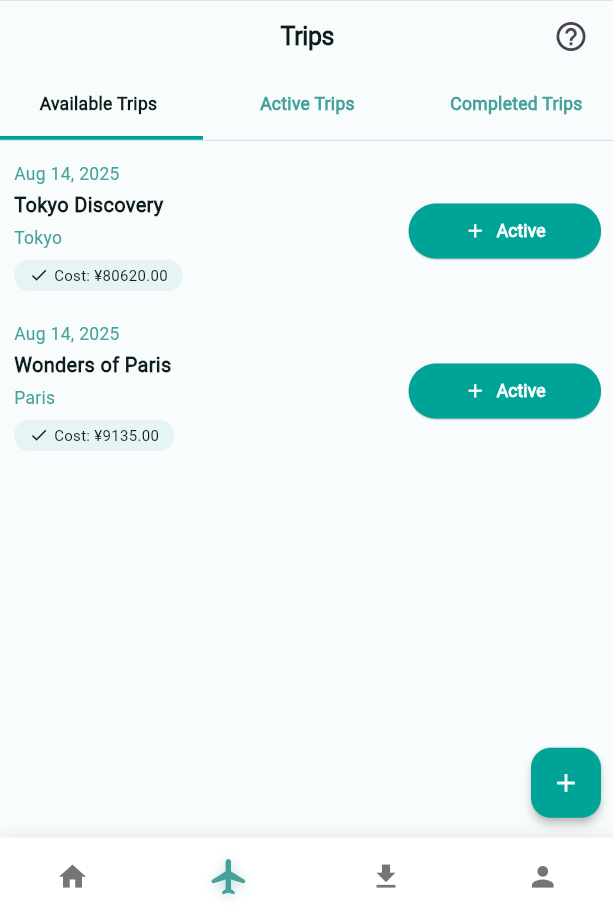 Trips
Available Trips
Active Trips
Completed Trips
Aug 14, 2025
Tokyo Discovery
Tokyo
Cost: ¥80620.00
+ Active
Aug 14, 2025
Wonders of Paris
Paris
Cost: ¥9135.00
+ Active